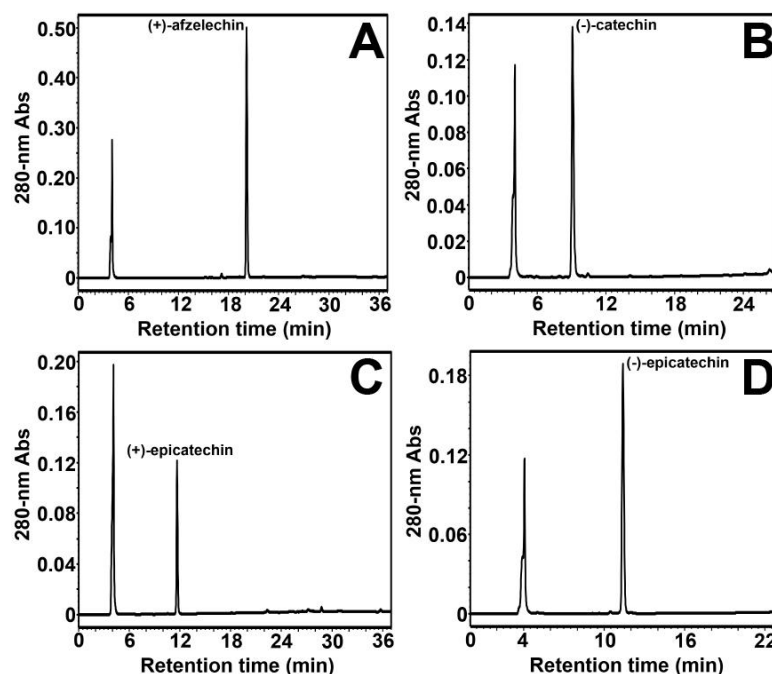 A
(+)-afzelechin
280-nm Abs
0.50
0.40
0.30
0.20
0.10
0
0 6 12 18 24 30 36
Retention time (min)
B
(-)-catechin
280-nm Abs
0.14
0.12
0.10
0.08
0.06
0.04
0.02
0
0 6 12 18 24
Retention time (min)
C
(+)-epicatechin
280-nm Abs
0.20
0.16
0.12
0.08
0.04
0
0 6 12 18 24 30 36
Retention time (min)
D
(-)-epicatechin
280-nm Abs
0.18
0.12
0.06
0
0 4 10 16 22
Retention time (min)